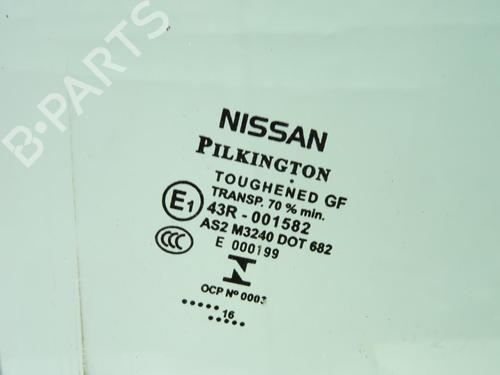 B-PARTS
NISSAN
PILKINGTON
TOUGHENED GF
TRANSP. 70 % min.
E1 43R - 001582
AS2 M3240 DOT 682
CCC E 000199
OCP Nº 0003
...... 16 .....